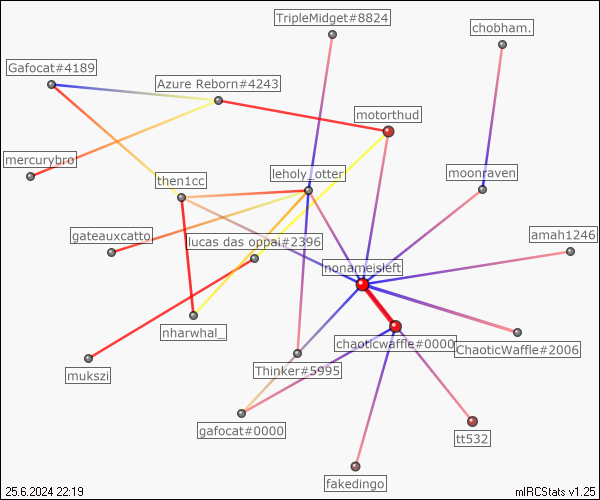 TripleMidget#8824
chobham.
Gafocat#4189
Azure Reborn#4243
motorthud
mercurybro
then1cc
leholy_otter
moonraven
gateauxcatto
lucas das oppai#2396
amah1246
nonameisleft
nharwhal_
chaoticwaffle#0000
ChaoticWaffle#2006
mukszi
Thinker#5995
gafocat#0000
tt532
fakedingo
25.6.2024 22:19
mIRCStats v1.25